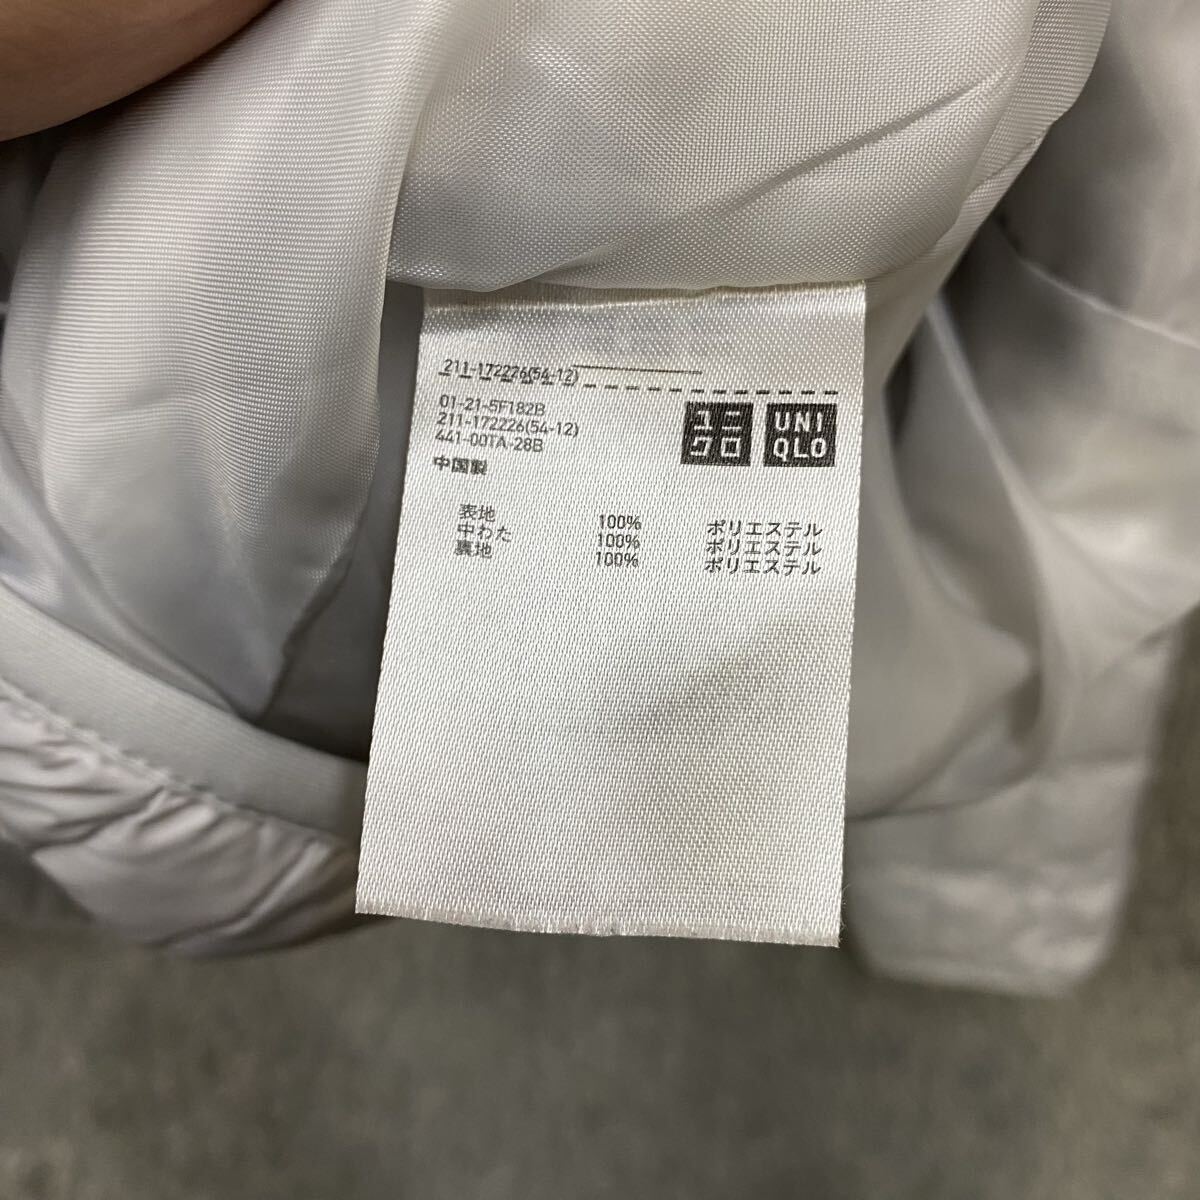 211-172226(54-12)
01-21-5F182B
211-172226(54-12)
441-001A-28B
中国製
ユニ
クロ
UNI
QLO
表地 100% ポリエステル
中わた 100% ポリエステル
裏地 100% ポリエステル